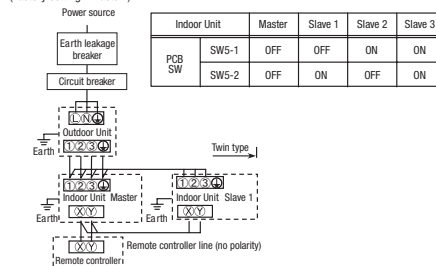 Power source
Earth leakage
breaker
Circuit breaker
L N
Outdoor Unit
1 2 3
Earth
Twin type
1 2 3
Indoor Unit Master
X Y
Earth
1 2 3
Indoor Unit Slave 1
X Y
Earth
X Y
Remote controller
Remote controller line (no polarity)
Indoor Unit Master Slave 1 Slave 2 Slave 3
PCB SW
SW5-1 OFF OFF ON ON
SW5-2 OFF ON OFF ON